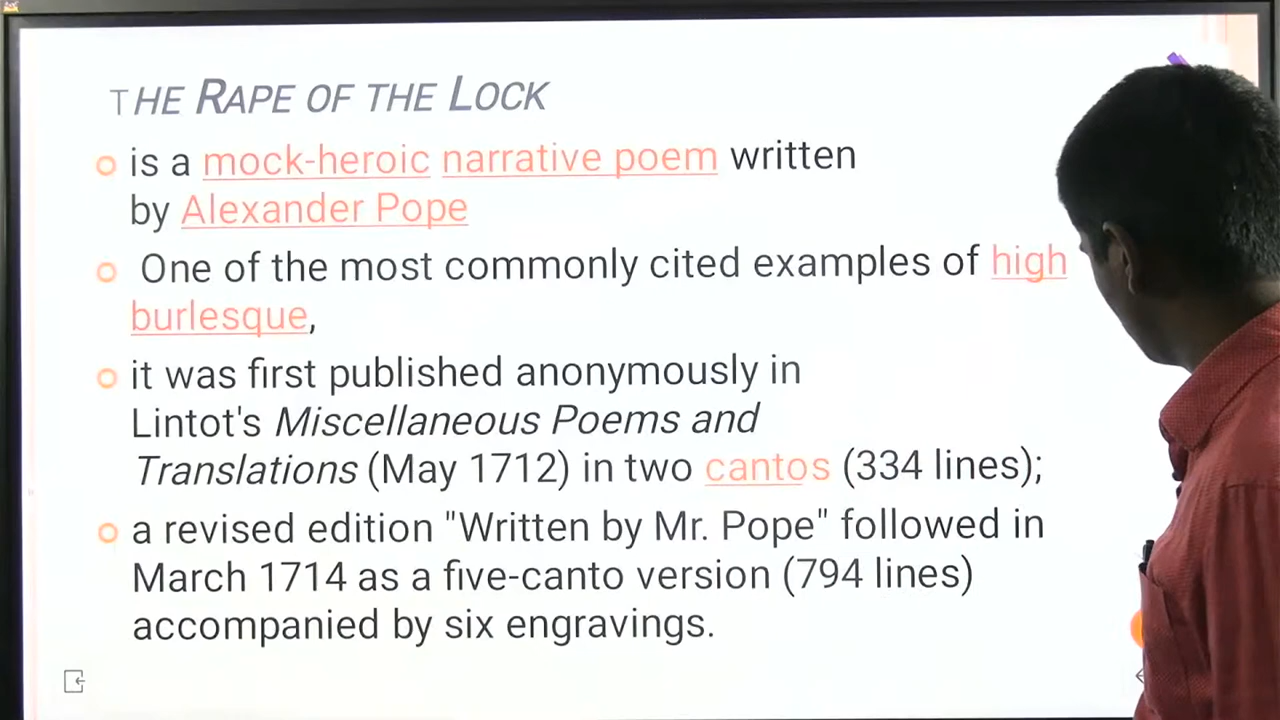 THE RAPE OF THE LOCK
is a mock-heroic narrative poem written
by Alexander Pope
One of the most commonly cited examples of high
burlesque,
it was first published anonymously in
Lintot's Miscellaneous Poems and
Translations (May 1712) in two cantos (334 lines);
a revised edition "Written by Mr. Pope" followed in
March 1714 as a five-canto version (794 lines)
accompanied by six engravings.